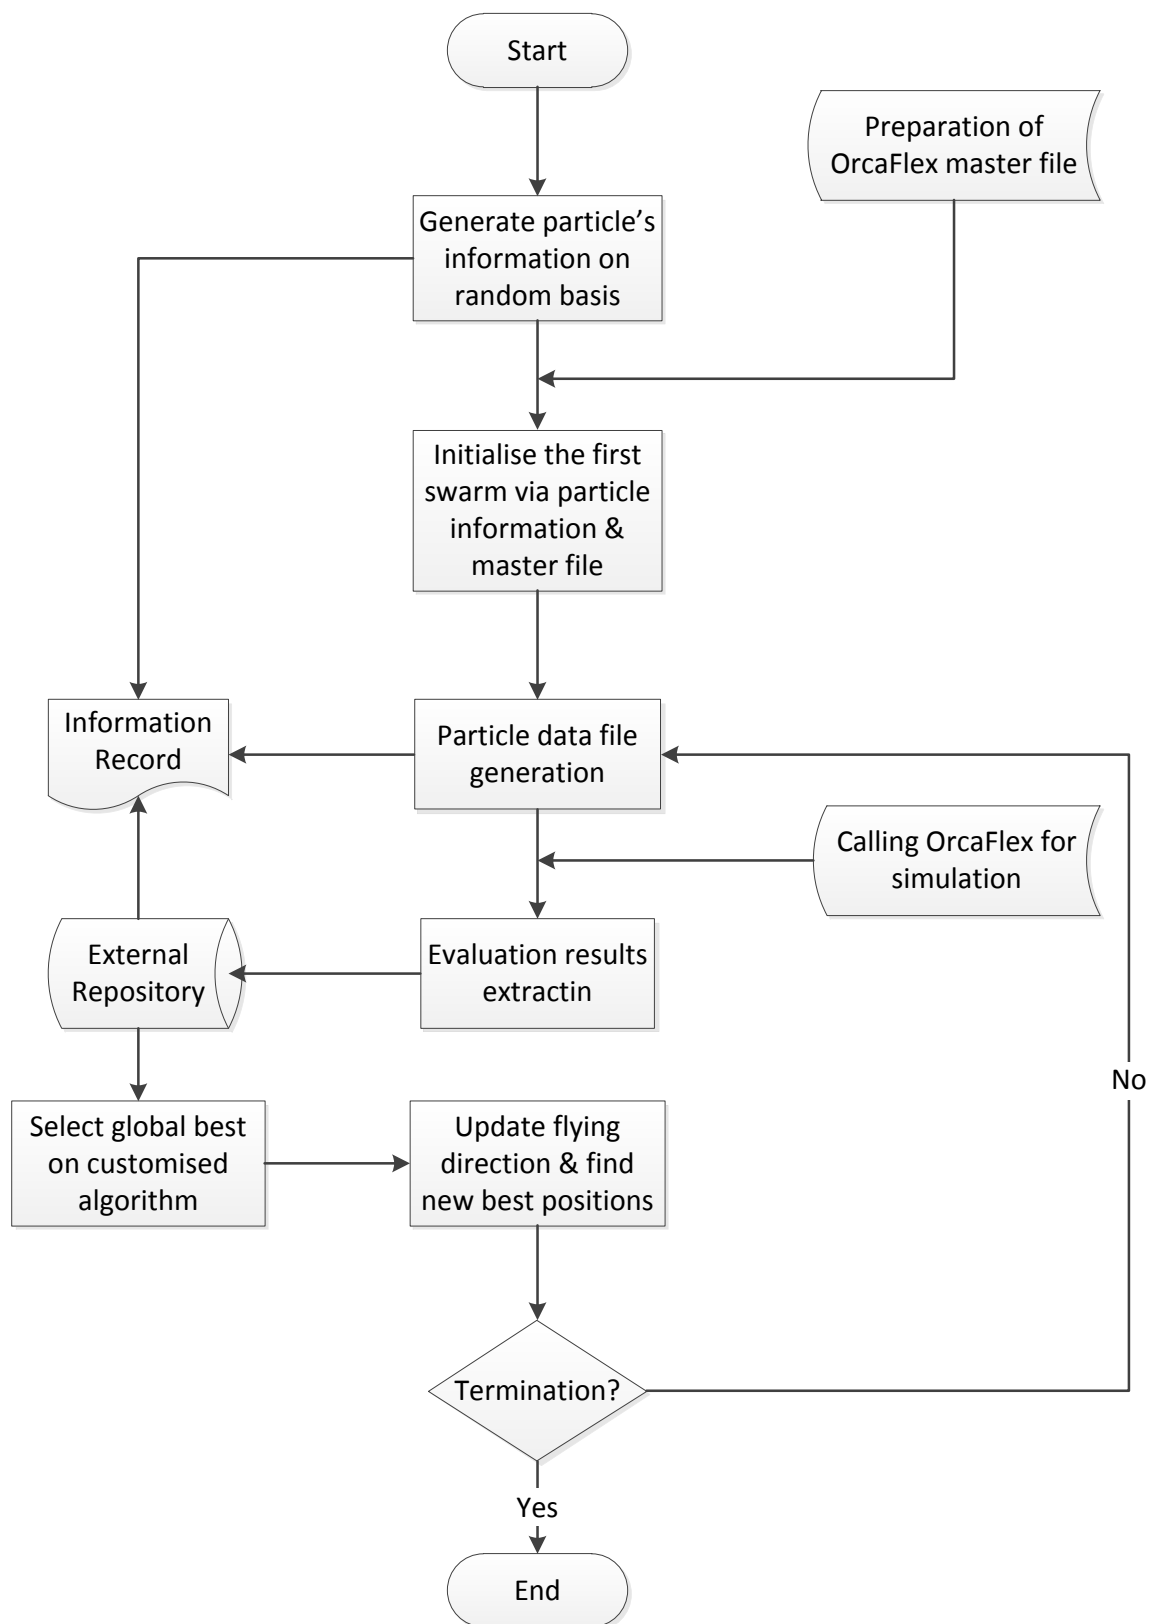 Start
Preparation of
OrcaFlex master file
Generate particle’s
information on
random basis
Initialise the first
swarm via particle
information &
master file
Information
Record
Particle data file
generation
Calling OrcaFlex for
simulation
External
Repository
Evaluation results
extractin
No
Select global best
on customised
algorithm
Update flying
direction & find
new best positions
Termination?
Yes
End